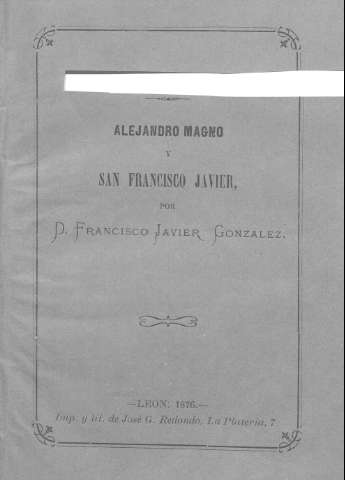 ALEJANDRO MAGNO
Y
SAN FRANCISCO JAVIER,
POR
D. FRANCISCO JAVIER GONZALEZ.
—LEON: 1876.—
Imp. y lit. de José G. Redondo, La Platería, 7